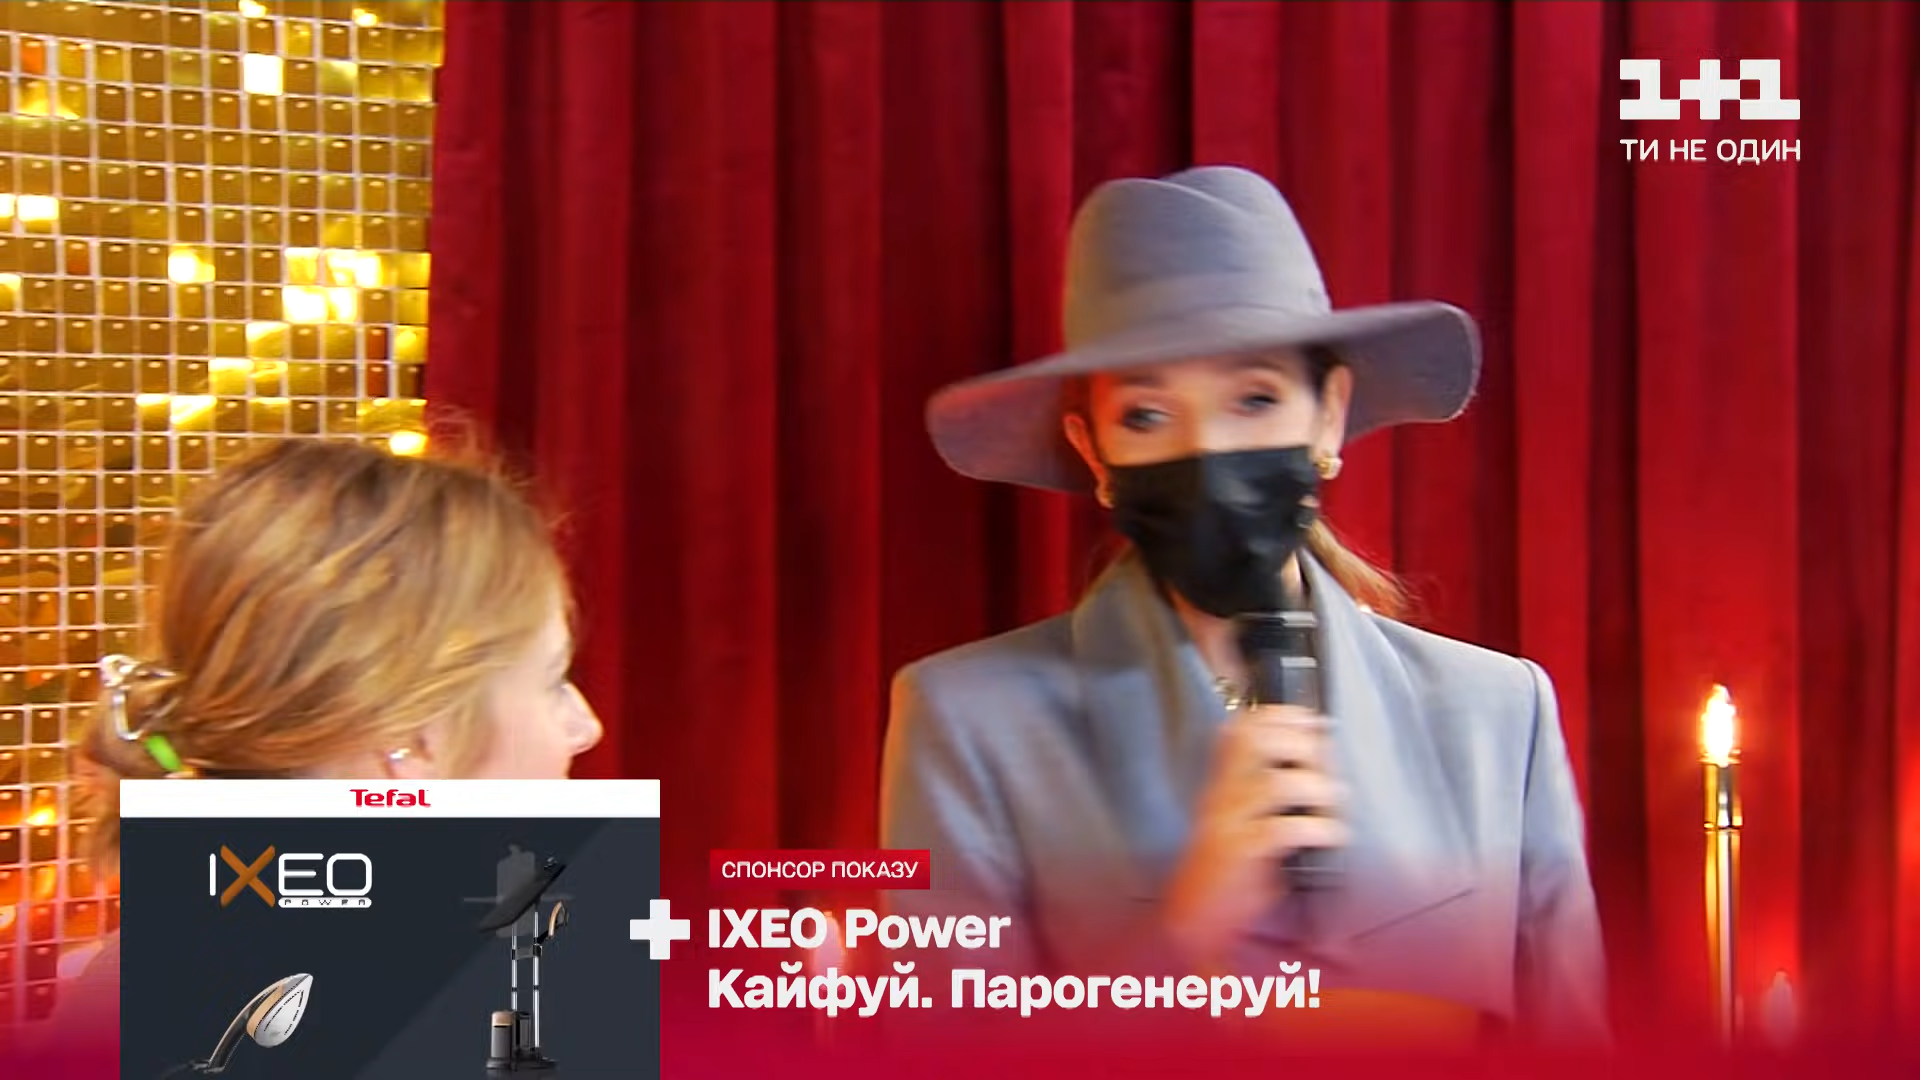 1+1
ТИ НЕ ОДИН
Tefal
IXEO
POWER
СПОНСОР ПОКАЗУ
IXEO Power
Кайфуй. Парогенеруй!